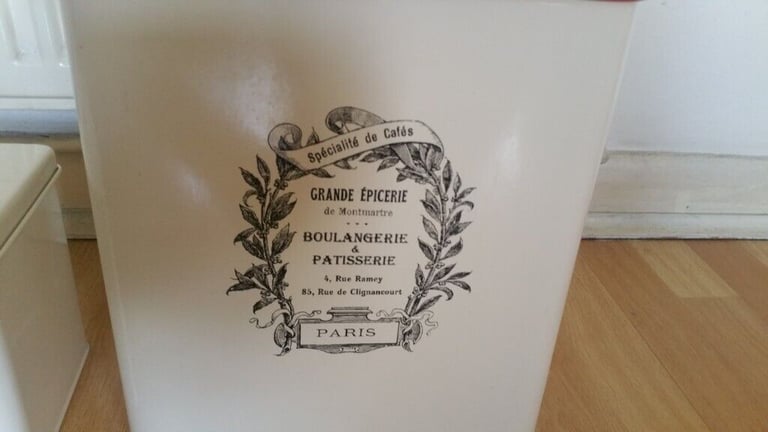 Spécialité de Cafés
GRANDE ÉPICERIE
de Montmartre
BOULANGERIE
&
PATISSERIE
4, Rue Ramey
85, Rue de Clignancourt
PARIS